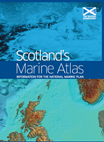 Scotland's
Marine Atlas
INFORMATION FOR THE NATIONAL MARINE PLAN